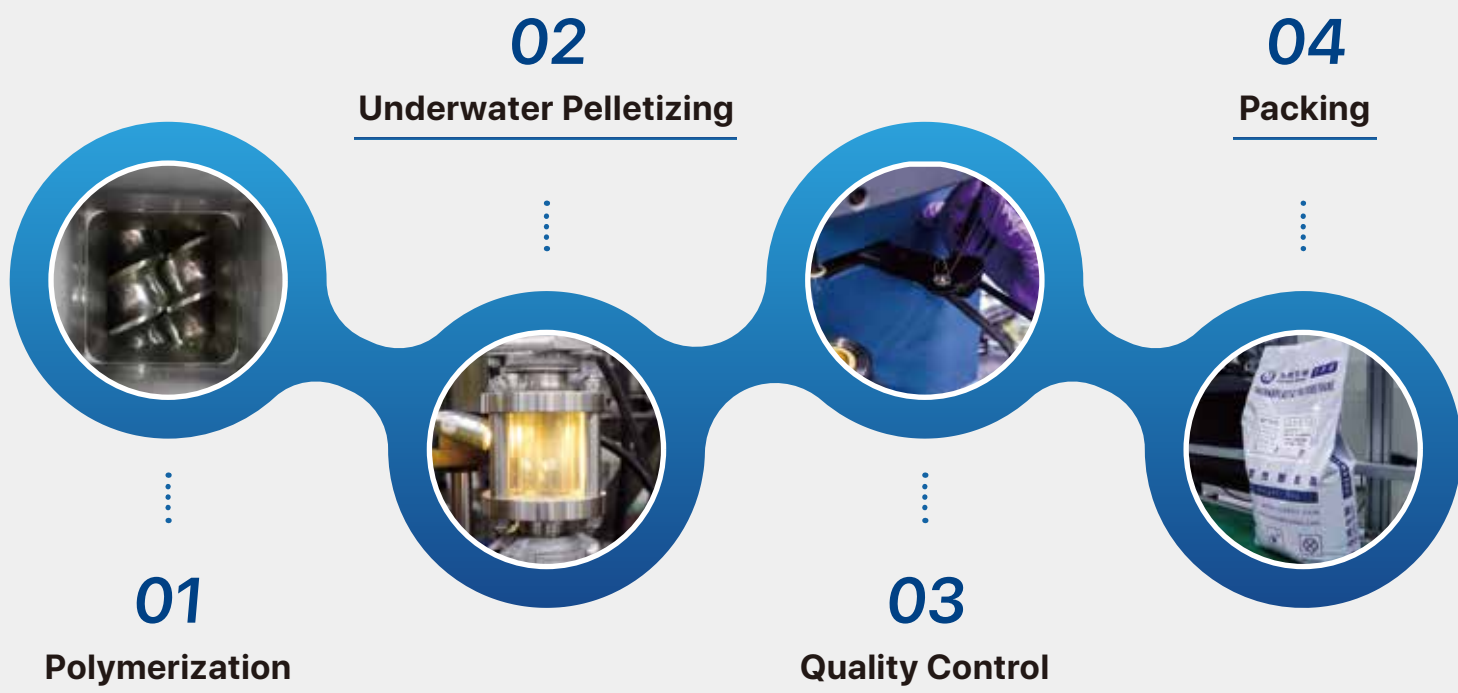 01
Polymerization
02
Underwater Pelletizing
03
Quality Control
04
Packing